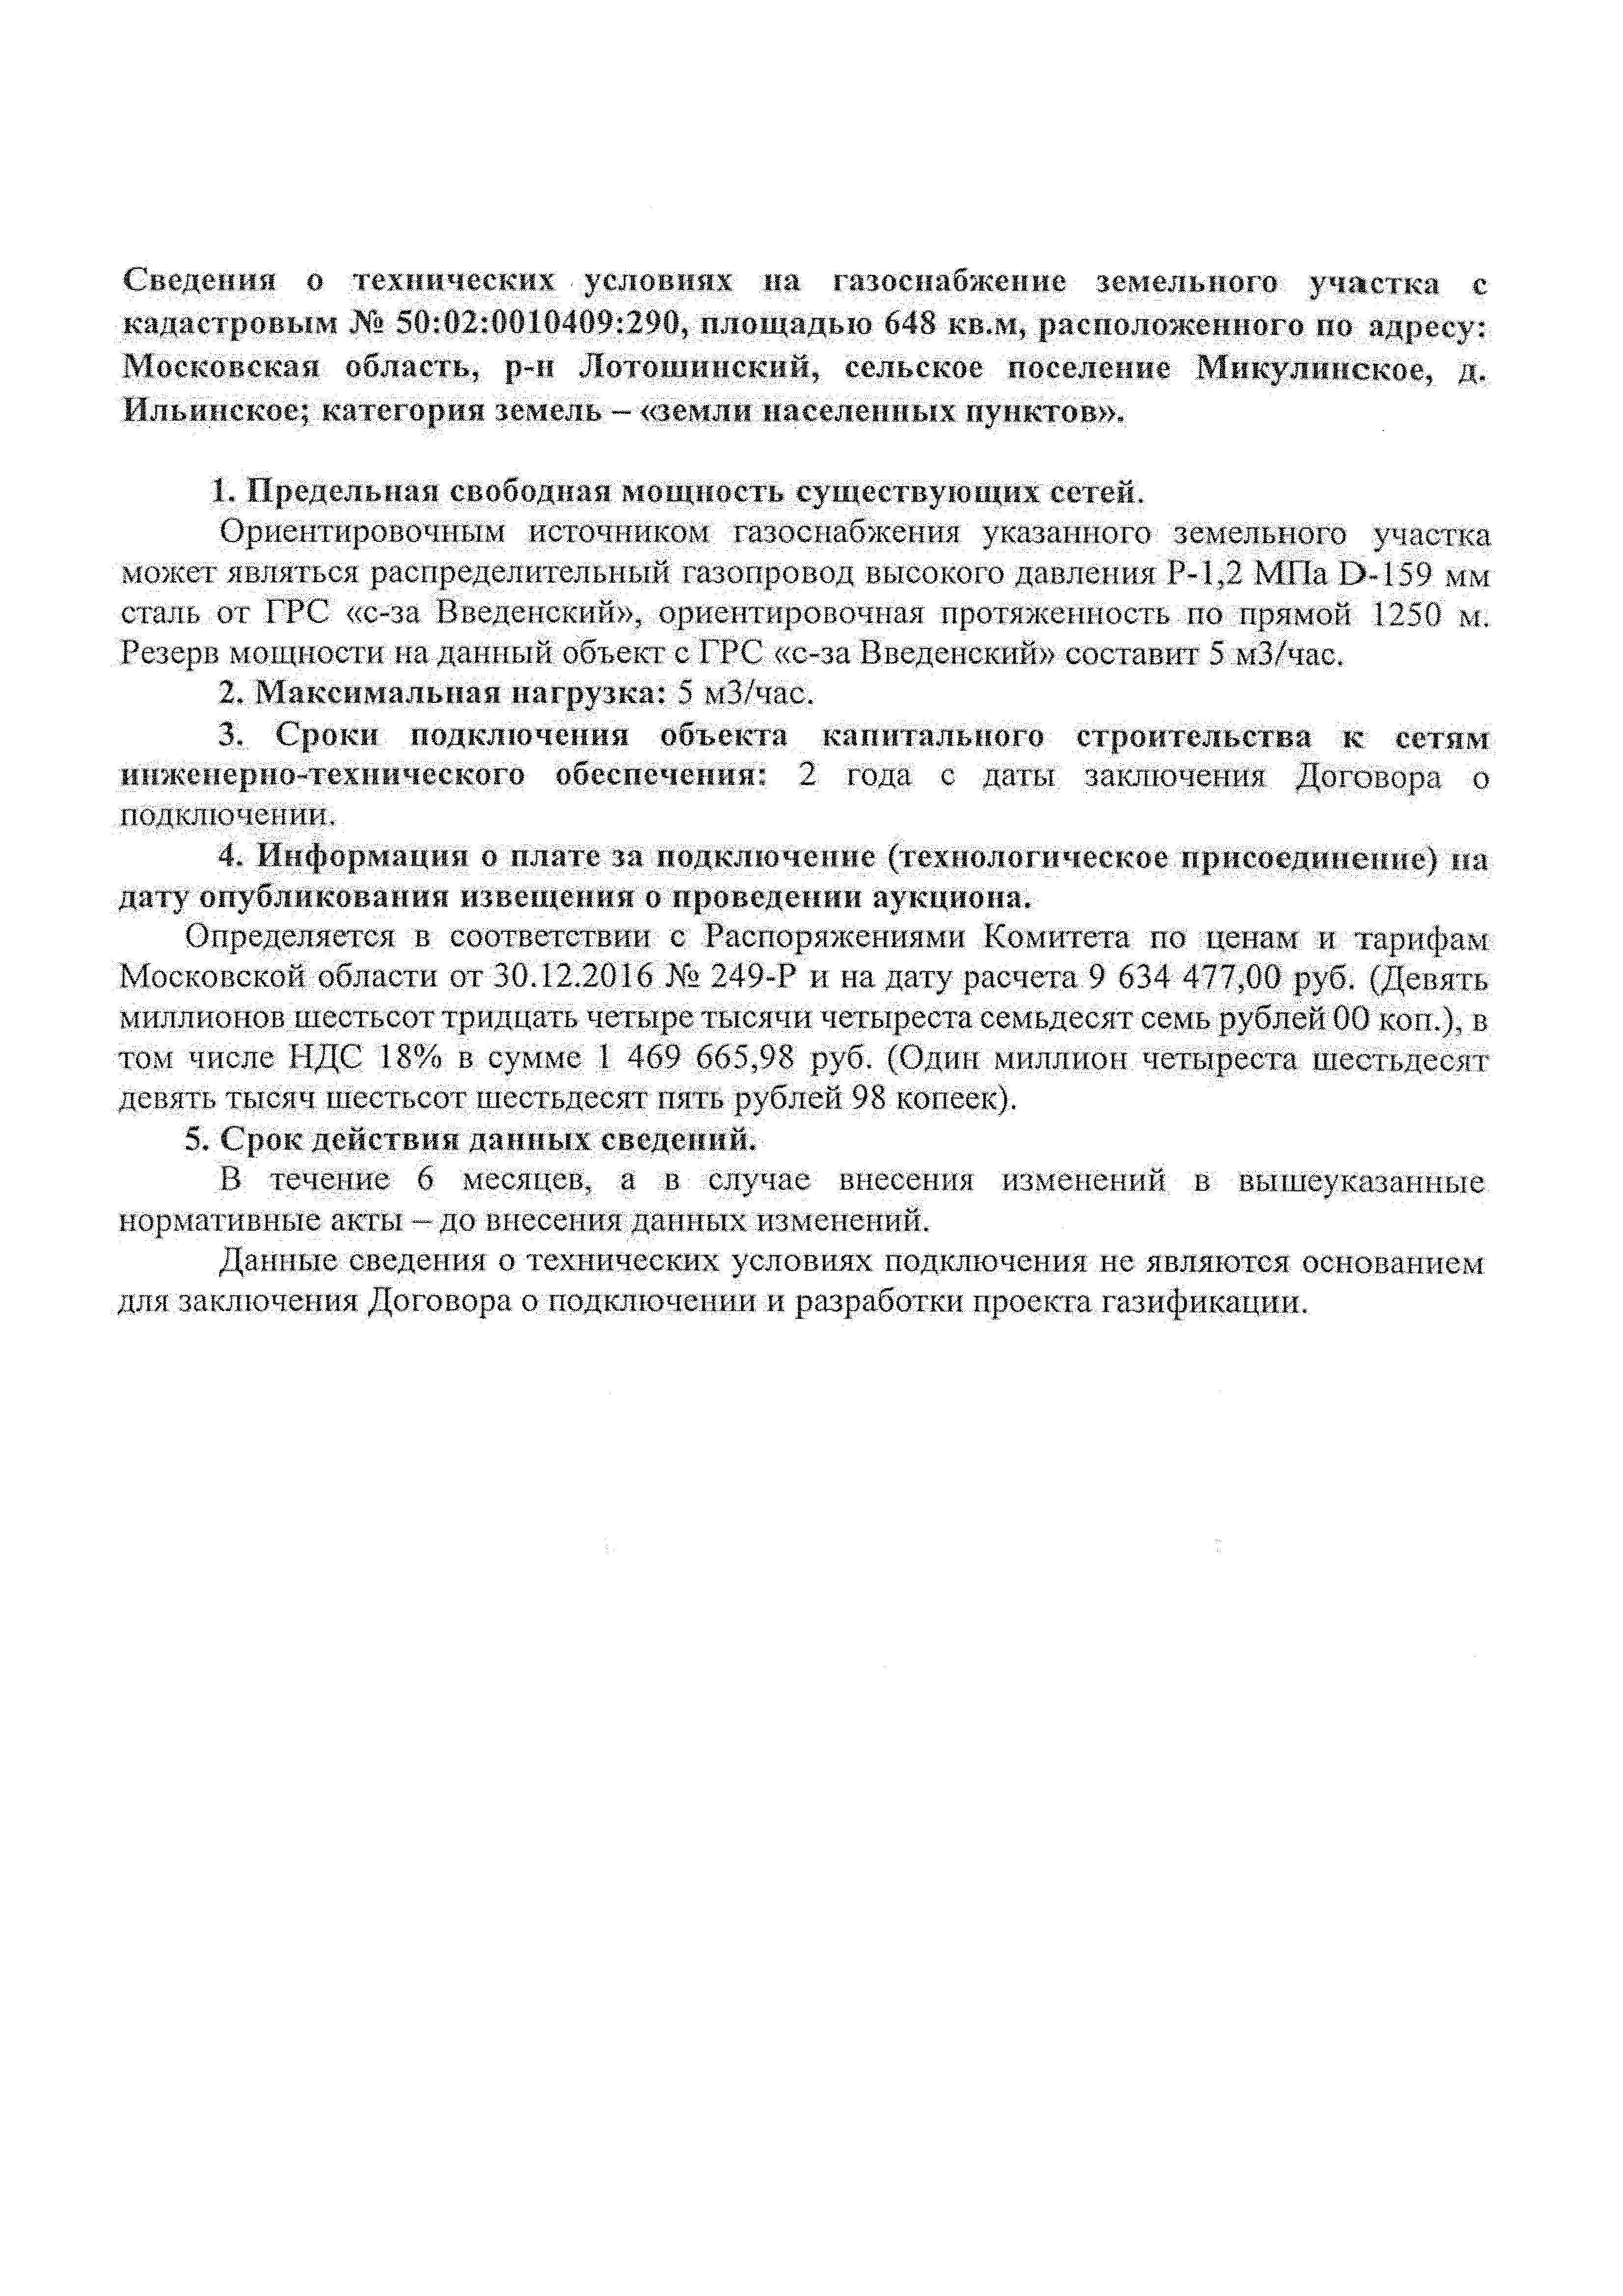 Сведения о технических условиях на газоснабжение земельного участка с
кадастровым № 50:02:0010409:290, площадью 648 кв.м, расположенного по адресу:
Московская область, р-н Лотошинский, сельское поселение Микулинское, д.
Ильинское; категория земель – «земли населенных пунктов».
1. Предельная свободная мощность существующих сетей.
Ориентировочным источником газоснабжения указанного земельного участка
может являться распределительный газопровод высокого давления Р-1,2 МПа D-159 мм
сталь от ГРС «с-за Введенский», ориентировочная протяженность по прямой 1250 м.
Резерв мощности на данный объект с ГРС «с-за Введенский» составит 5 м3/час.
2. Максимальная нагрузка: 5 м3/час.
3. Сроки подключения объекта капитального строительства к сетям
инженерно-технического обеспечения: 2 года с даты заключения Договора о
подключении.
4. Информация о плате за подключение (технологическое присоединение) на
дату опубликования извещения о проведении аукциона.
Определяется в соответствии с Распоряжениями Комитета по ценам и тарифам
Московской области от 30.12.2016 № 249-Р и на дату расчета 9 634 477,00 руб. (Девять
миллионов шестьсот тридцать четыре тысячи четыреста семьдесят семь рублей 00 коп.), в
том числе НДС 18% в сумме 1 469 665,98 руб. (Один миллион четыреста шестьдесят
девять тысяч шестьсот шестьдесят пять рублей 98 копеек).
5. Срок действия данных сведений.
В течение 6 месяцев, а в случае внесения изменений в вышеуказанные
нормативные акты – до внесения данных изменений.
Данные сведения о технических условиях подключения не являются основанием
для заключения Договора о подключении и разработки проекта газификации.